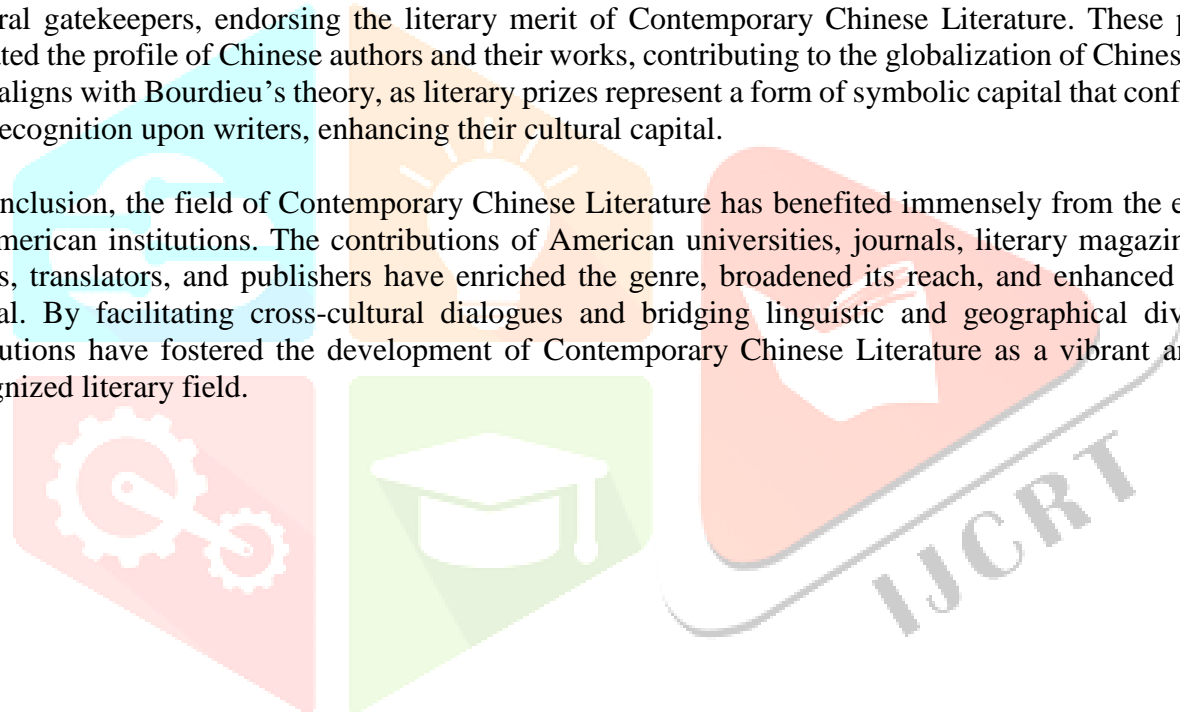 ral gatekeepers, endorsing the literary merit of Contemporary Chinese Literature. These p
ted the profile of Chinese authors and their works, contributing to the globalization of Chines
aligns with Bourdieu’s theory, as literary prizes represent a form of symbolic capital that conf
ecognition upon writers, enhancing their cultural capital.
nclusion, the field of Contemporary Chinese Literature has benefited immensely from the e
merican institutions. The contributions of American universities, journals, literary magazin
s, translators, and publishers have enriched the genre, broadened its reach, and enhanced
al. By facilitating cross-cultural dialogues and bridging linguistic and geographical div
utions have fostered the development of Contemporary Chinese Literature as a vibrant a
gnized literary field.
IJCRT